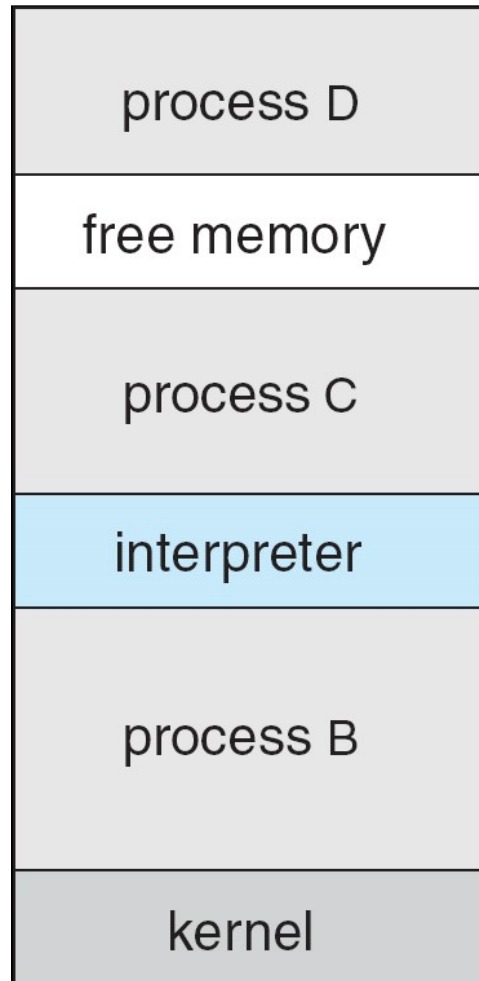 process D
free memory
process C
interpreter
process B
kernel